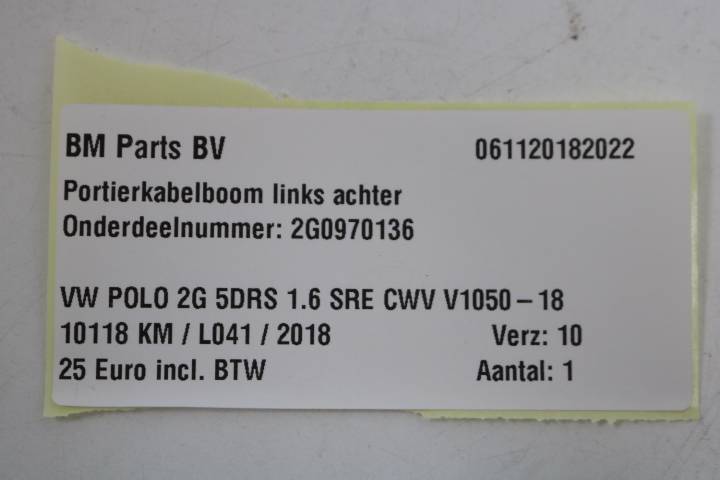 BM Parts BV 061120182022
Portierkabelboom links achter
Onderdeelnummer: 2G0970136
VW POLO 2G 5DRS 1.6 SRE CWV V1050 – 18
10118 KM / L041 / 2018 Verz: 10
25 Euro incl. BTW Aantal: 1